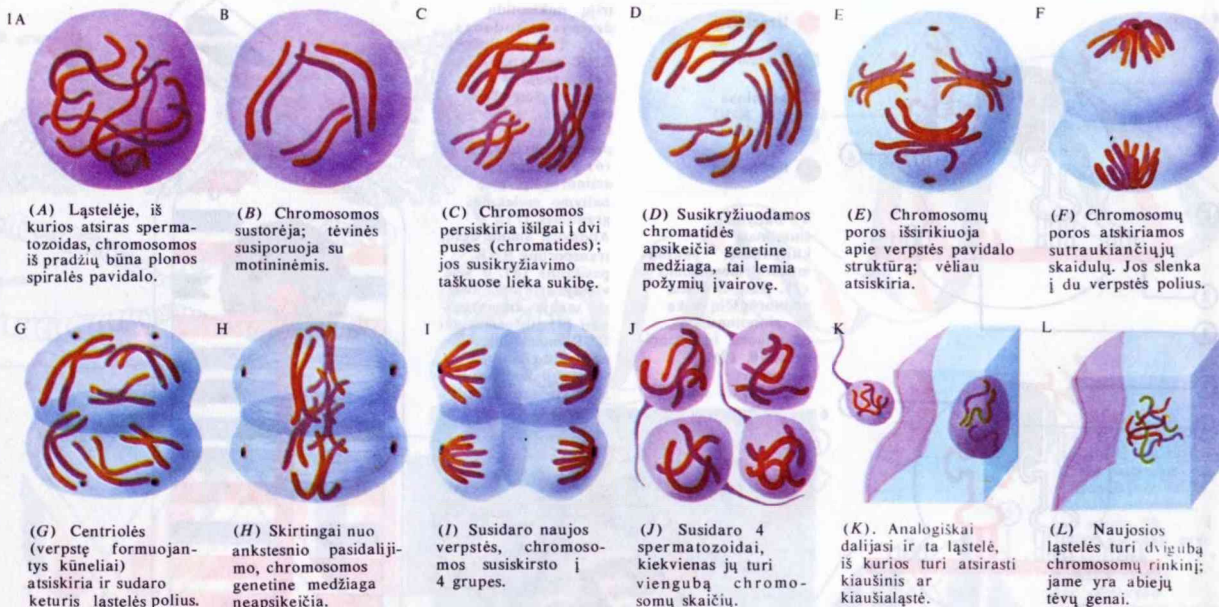 1A
B
C
D
E
F
(A) Ląstelėje, iš
kurios atsiras sperma-
tozoidas, chromosomos
iš pradžių būna plonos
spiralės pavidalo.
(B) Chromosomos
sustorėja; tėvinės
susiporuoja su
motininėmis.
(C) Chromosomos
persiskiria išilgai į dvi
puses (chromatides);
jos susikryžiavimo
taškuose lieka sukibę.
(D) Susikryžiuodamos
chromatidės
apsikeičia genetine
medžiaga, tai lemia
požymių įvairovę.
(E) Chromosomų
poros išsirikiuoja
apie verpstės pavidalo
struktūrą; vėliau
atsiskiria.
(F) Chromosomų
poros atskiriamos
sutraukiančiųjų
skaidulų. Jos slenka
į du verpstės polius.
G
H
I
J
K
L
(G) Centriolės
(verpstę formuojan-
tys kūneliai)
atsiskiria ir sudaro
keturis ląstelės polius.
(H) Skirtingai nuo
ankstesnio pasidaliji-
mo, chromosomos
genetine medžiaga
neapsikeičia.
(I) Susidaro naujos
verpstės, chromoso-
mos susiskirsto į
4 grupes.
(J) Susidaro 4
spermatozoidai,
kiekvienas jų turi
viengubą chromo-
somų skaičių.
(K). Analogiškai
dalijasi ir ta ląstelė,
iš kurios turi atsirasti
kiaušinis ar
kiaušialąstė.
(L) Naujosios
ląstelės turi dvigubą
chromosomų rinkinį;
jame yra abiejų
tėvų genai.